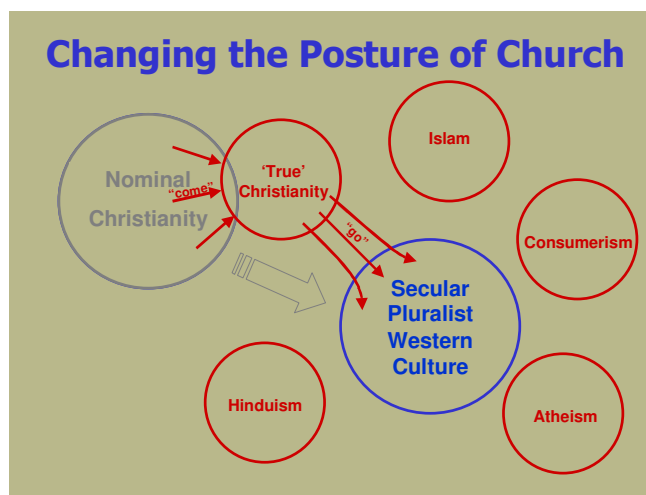 Changing the Posture of Church
Islam
Nominal
Christianity
"come"
'True'
Christianity
"go"
Consumerism
Secular
Pluralist
Western
Culture
Hinduism
Atheism